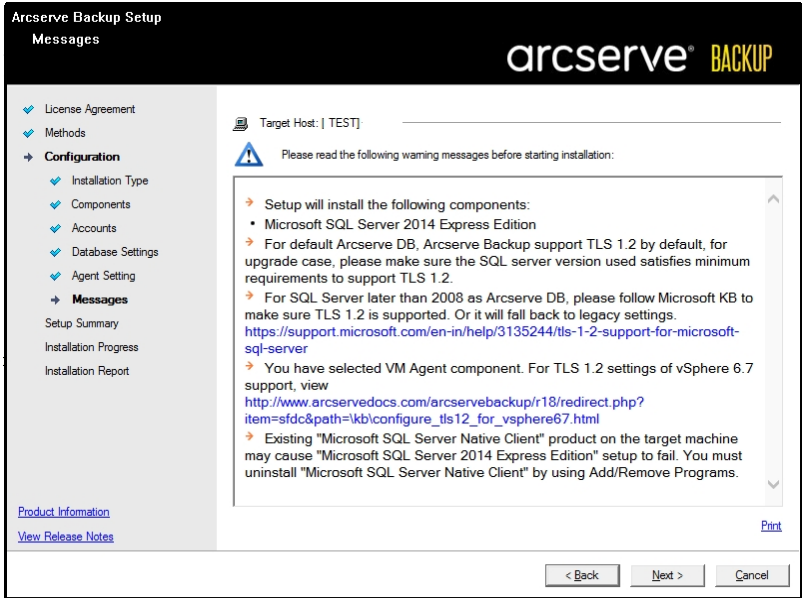 Arcserve Backup Setup
Messages
arcserve® BACKUP
License Agreement
Methods
Configuration
Installation Type
Components
Accounts
Database Settings
Agent Setting
Messages
Setup Summary
Installation Progress
Installation Report
Product Information
View Release Notes
Target Host: [ TEST]
Please read the following warning messages before starting installation:
Setup will install the following components:
• Microsoft SQL Server 2014 Express Edition
For default Arcserve DB, Arcserve Backup support TLS 1.2 by default, for
upgrade case, please make sure the SQL server version used satisfies minimum
requirements to support TLS 1.2.
For SQL Server later than 2008 as Arcserve DB, please follow Microsoft KB to
make sure TLS 1.2 is supported. Or it will fall back to legacy settings.
https://support.microsoft.com/en-in/help/3135244/tls-1-2-support-for-microsoft-
sql-server
You have selected VM Agent component. For TLS 1.2 settings of vSphere 6.7
support, view
http://www.arcservedocs.com/arcservebackup/r18/redirect.php?
item=sfdc&path=\kb\configure_tls12_for_vsphere67.html
Existing "Microsoft SQL Server Native Client" product on the target machine
may cause "Microsoft SQL Server 2014 Express Edition" setup to fail. You must
uninstall "Microsoft SQL Server Native Client" by using Add/Remove Programs.
Print
< Back
Next >
Cancel